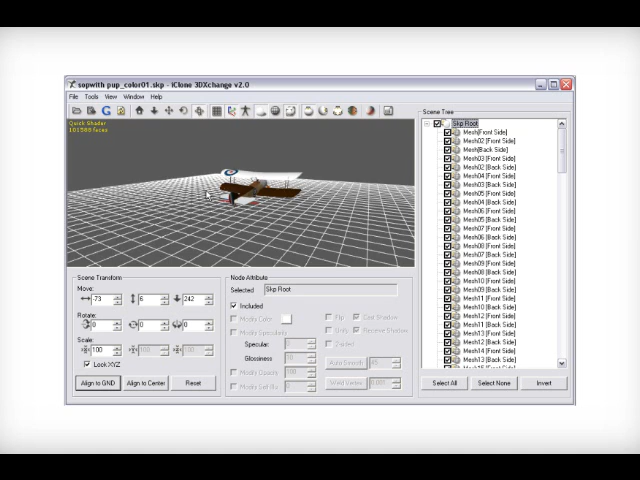 sopwith pup_color01.skp - iClone 3DXchange v2.0
File Tools View Window Help
Quick Shader
101588 faces
Scene Transform
Move:
-73 6 242
Rotate:
0 0 0
Scale:
100 100 100
Lock XYZ
Align to GND Align to Center Reset
Node Attribute
Selected Skp Root
Included
Modify Color
Modify Specularity
Specular:
Glossiness
Modify Opacity 100
Modify Self Illu
Flip Cast Shadow
Unify Receive Shadow
2-sided
Auto Smooth
Weld Vertex 0.001
Scene Tree
Skp Root
Mesh[Front Side]
Mesh02 [Front Side]
Mesh[Back Side]
Mesh03 [Front Side]
Mesh02 [Back Side]
Mesh04 [Front Side]
Mesh03 [Back Side]
Mesh05 [Front Side]
Mesh04 [Back Side]
Mesh06 [Front Side]
Mesh05 [Back Side]
Mesh07 [Front Side]
Mesh06 [Back Side]
Mesh08 [Front Side]
Mesh07 [Back Side]
Mesh09 [Front Side]
Mesh08 [Back Side]
Mesh10 [Front Side]
Mesh09 [Back Side]
Mesh11 [Front Side]
Mesh10 [Back Side]
Mesh12 [Front Side]
Mesh11 [Back Side]
Mesh13 [Front Side]
Mesh12 [Back Side]
Mesh14 [Front Side]
Mesh13 [Back Side]
Select All Select None Invert